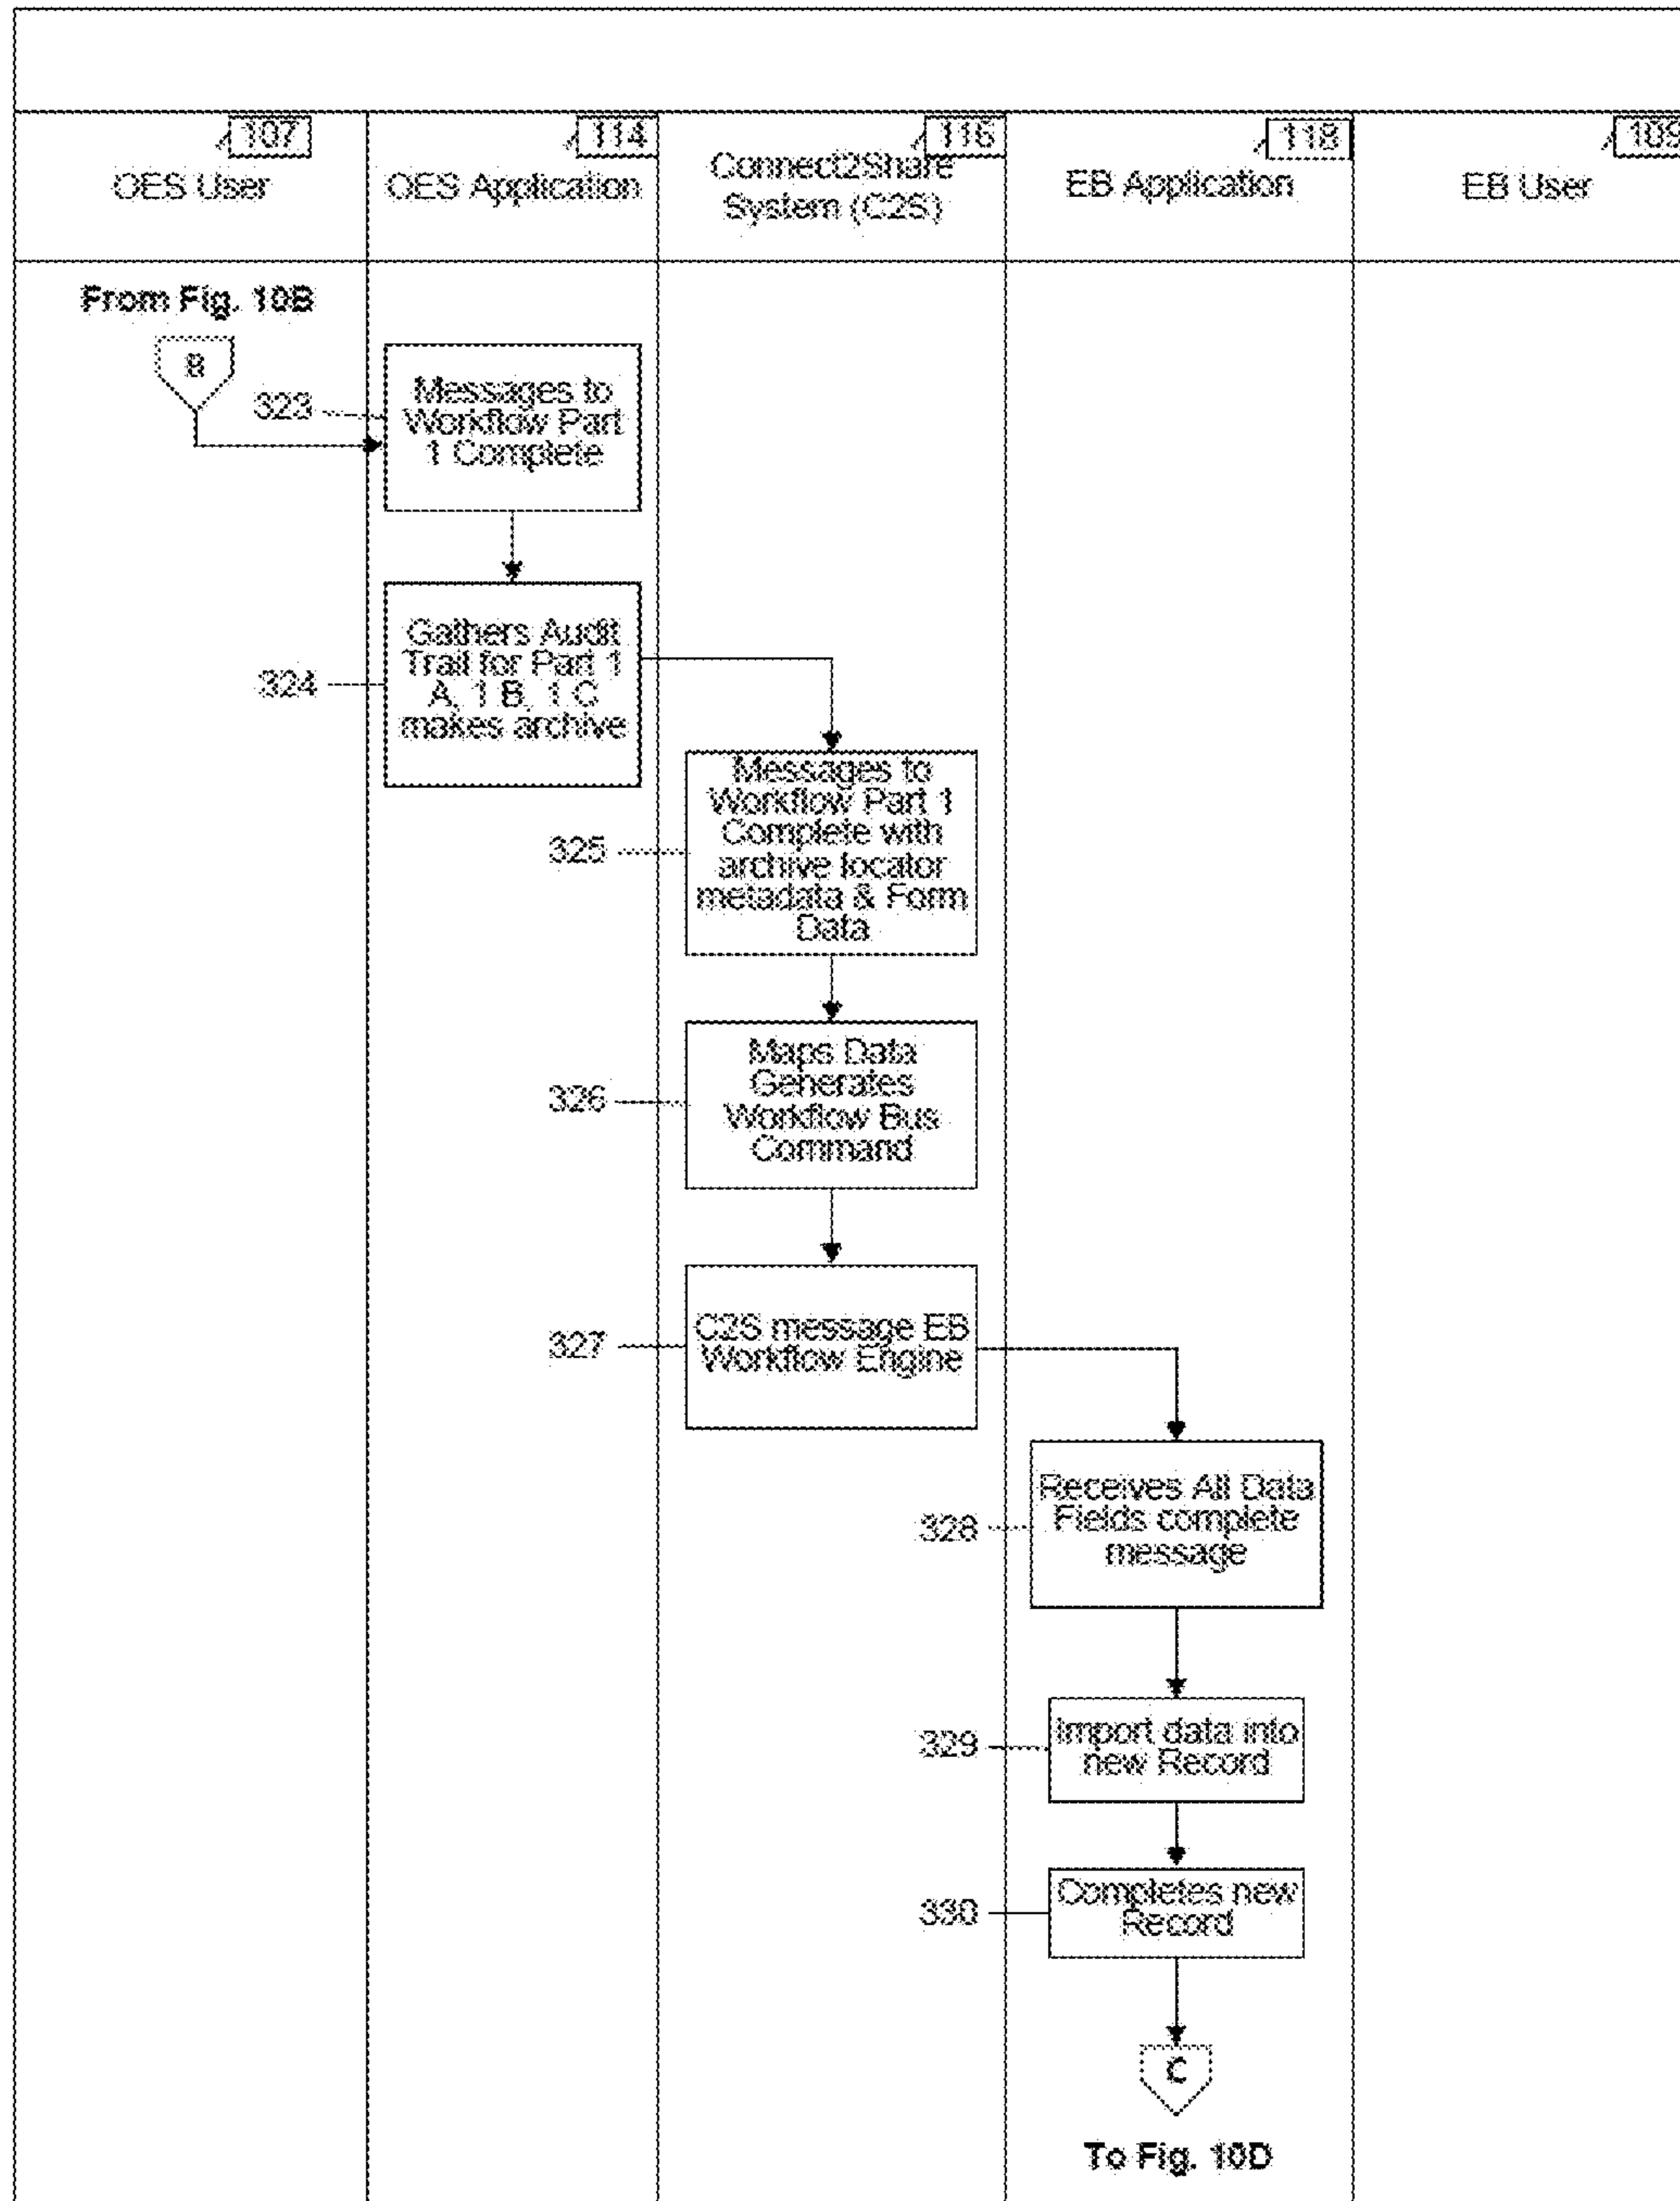 107
OES User
114
OES Application
116
Connect2Share
System (C2S)
118
EB Application
109
EB User
From Fig. 10B
B
323
Messages to
Workflow Part
1 Complete
324
Gathers Audit
Trail for Part 1
A, 1 B, 1 C
makes archive
325
Messages to
Workflow Part 1
Complete with
archive locator
metadata & Form
Data
326
Maps Data
Generates
Workflow Bus
Command
327
C2S message EB
Workflow Engine
328
Receives All Data
Fields complete
message
329
Import data into
new Record
330
Completes new
Record
C
To Fig. 10D